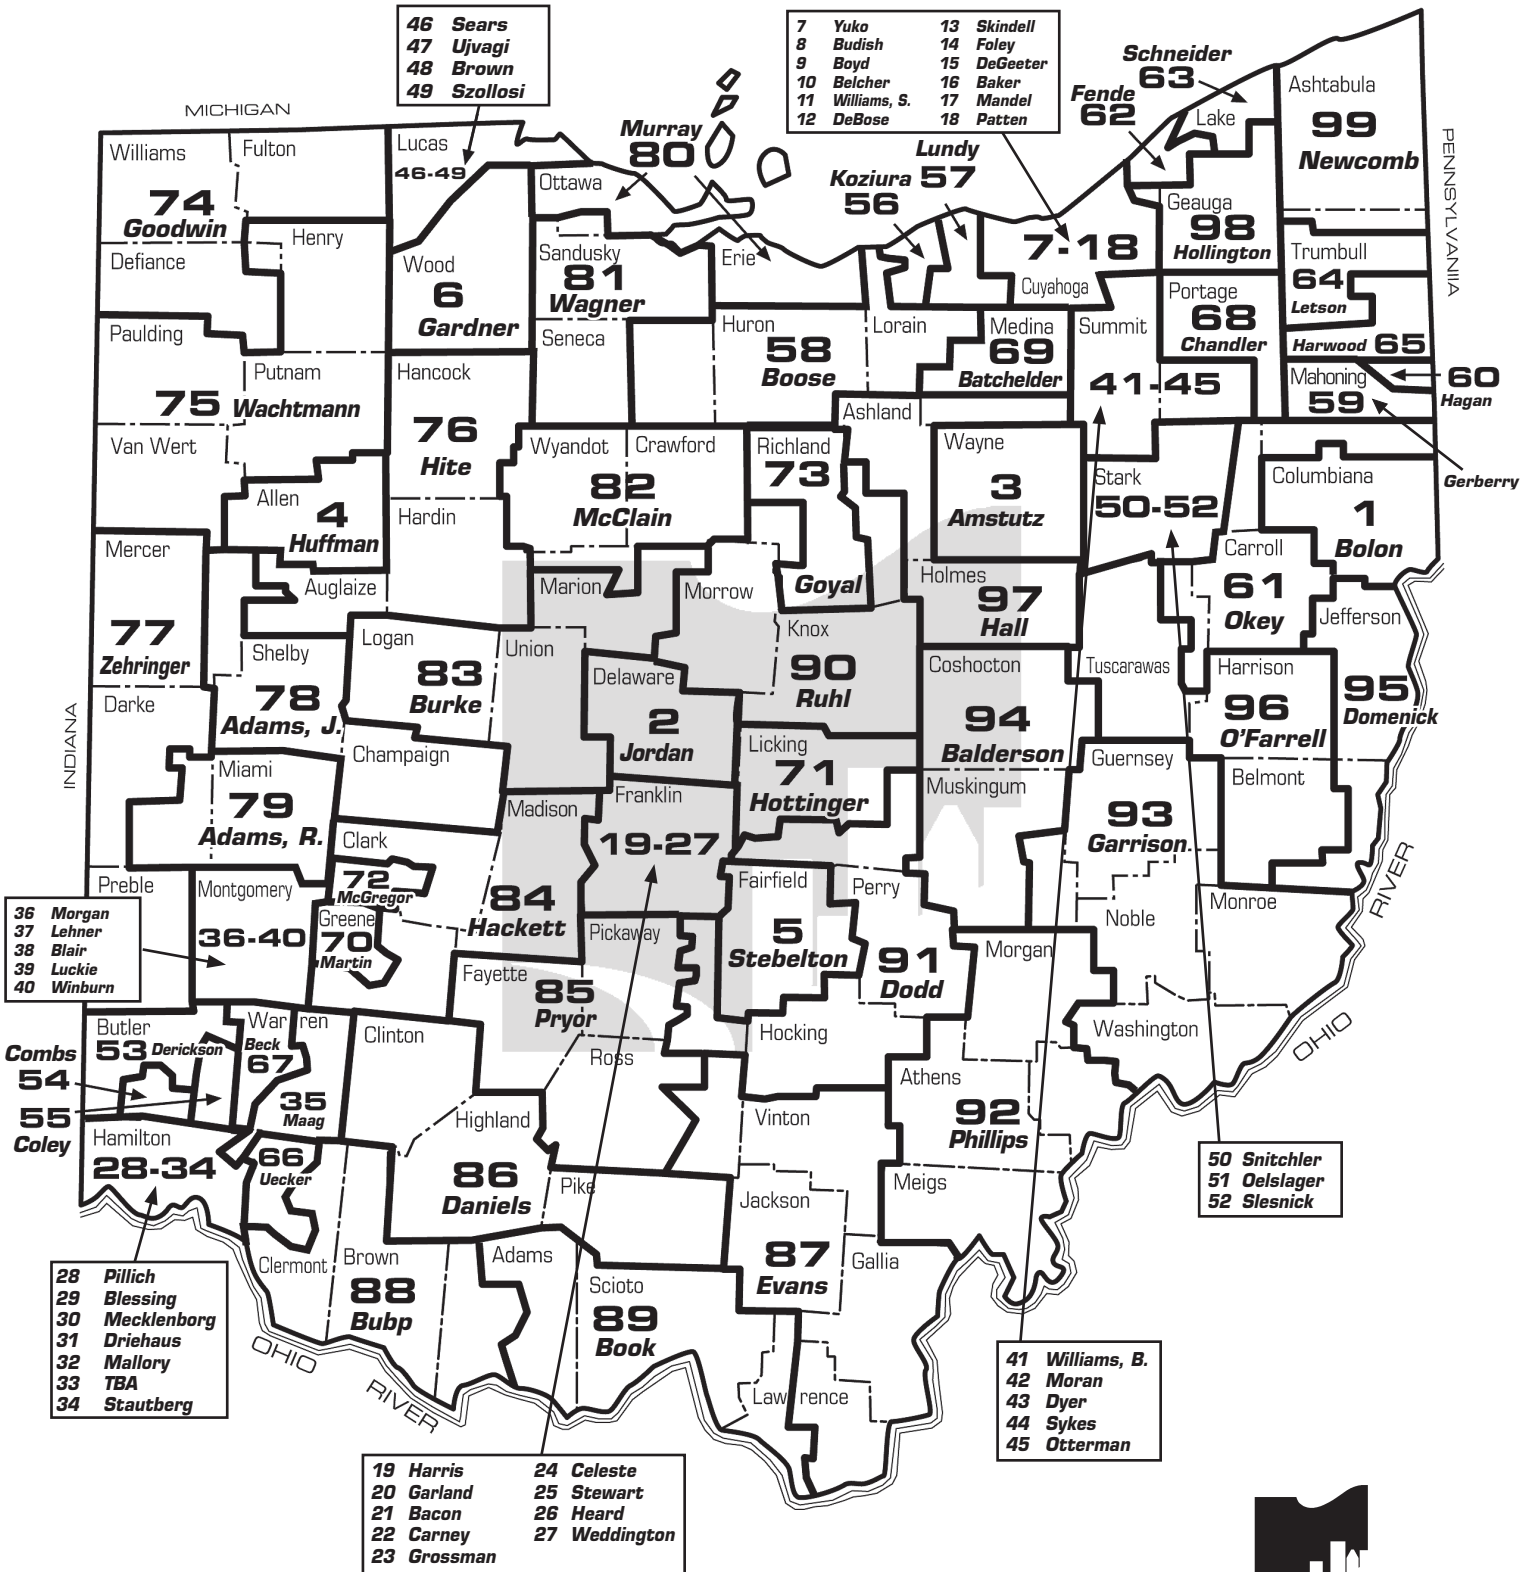 46 Sears
47 Ujvagi
48 Brown
49 Szollosi
7 Yuko
8 Budish
9 Boyd
10 Belcher
11 Williams, S.
12 DeBose
13 Skindell
14 Foley
15 DeGeeter
16 Baker
17 Mandel
18 Patten
Schneider
63
Fende
62
Lake
Ashtabula
99
Newcomb
PENNSYLVANIIA
MICHIGAN
Williams
Fulton
Lucas
46-49
Murray
80
Ottawa
Lundy
57
Koziura
56
74
Goodwin
Henry
Defiance
Wood
6
Gardner
Sandusky
81
Wagner
Erie
7-18
Cuyahoga
Geauga
98
Hollington
Trumbull
64
Letson
Harwood 65
Portage
68
Chandler
Paulding
Putnam
Hancock
Seneca
Huron
58
Boose
Lorain
Medina
69
Batchelder
Summit
41-45
Mahoning
59
60
Hagan
Gerberry
75 Wachtmann
Van Wert
76
Hite
Ashland
Wyandot
Crawford
82
McClain
Richland
73
Goyal
Wayne
3
Amstutz
Stark
50-52
Columbiana
1
Bolon
Allen
4
Huffman
Hardin
Mercer
Auglaize
Marion
Morrow
Holmes
97
Hall
Carroll
61
Okey
Jefferson
77
Zehringer
Logan
83
Burke
Union
Knox
90
Ruhl
Shelby
78
Adams, J.
Delaware
2
Jordan
Coshocton
94
Balderson
Tuscarawas
Harrison
96
O'Farrell
95
Domenick
INDIANA
Darke
Champaign
Licking
71
Hottinger
Guernsey
93
Garrison
Belmont
Miami
79
Adams, R.
Madison
Franklin
19-27
Muskingum
Clark
72
McGregor
84
Hackett
Fairfield
5
Stebelton
Perry
91
Dodd
Noble
Monroe
RIVER
OHIO
Preble
Montgomery
36-40
36 Morgan
37 Lehner
38 Blair
39 Luckie
40 Winburn
Greene
70
Martin
Pickaway
Morgan
Fayette
85
Pryor
Hocking
Washington
Butler
53 Derickson
Combs
54
55
Coley
Warren
Beck
67
35
Maag
Clinton
Ross
Athens
92
Phillips
Hamilton
28-34
66
Uecker
Highland
86
Daniels
Vinton
Pike
Jackson
Meigs
50 Snitchler
51 Oelslager
52 Slesnick
Clermont
Brown
88
Bubp
Adams
Scioto
89
Book
87
Evans
Gallia
28 Pillich
29 Blessing
30 Mecklenborg
31 Driehaus
32 Mallory
33 TBA
34 Stautberg
OHIO
RIVER
Lawrence
41 Williams, B.
42 Moran
43 Dyer
44 Sykes
45 Otterman
19 Harris
20 Garland
21 Bacon
22 Carney
23 Grossman
24 Celeste
25 Stewart
26 Heard
27 Weddington